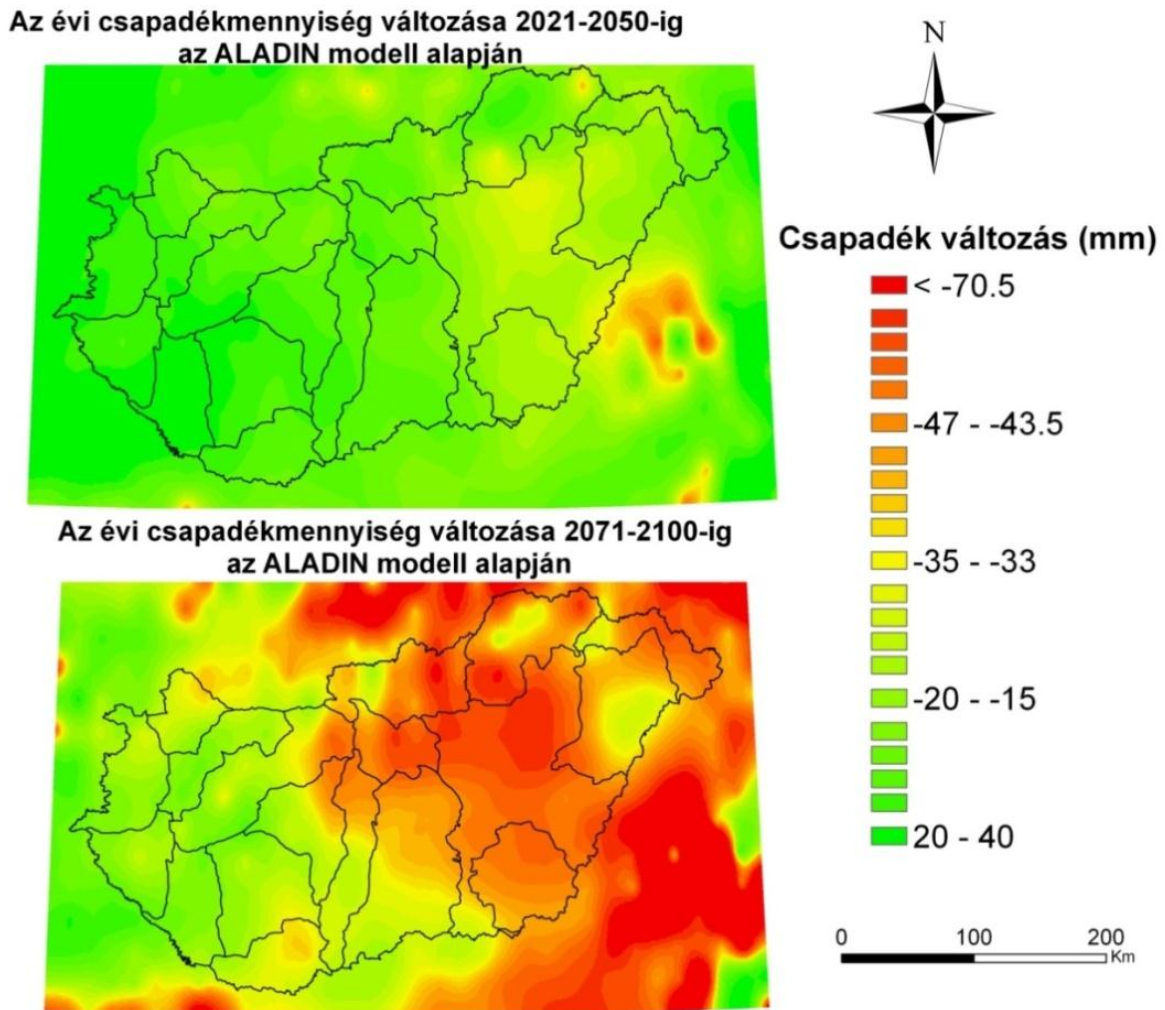 Az évi csapadékmennyiség változása 2021-2050-ig
az ALADIN modell alapján
N
Csapadék változás (mm)
< -70.5
-47 - -43.5
-35 - -33
-20 - -15
20 - 40
Az évi csapadékmennyiség változása 2071-2100-ig
az ALADIN modell alapján
0 100 200
Km